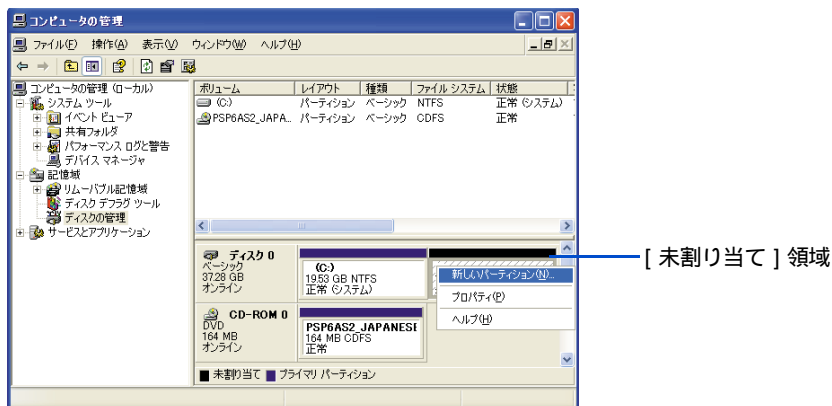 コンピュータの管理
ファイル(F) 操作(A) 表示(V) ウィンドウ(W) ヘルプ(H)
コンピュータの管理 (ローカル)
システム ツール
イベント ビューア
共有フォルダ
パフォーマンス ログと警告
デバイス マネージャ
記憶域
リムーバブル記憶域
ディスク デフラグ ツール
ディスクの管理
サービスとアプリケーション
ボリューム レイアウト 種類 ファイル システム 状態
(C:) パーティション ベーシック NTFS 正常 (システム)
PSP6AS2_JAPA... パーティション ベーシック CDFS 正常
ディスク 0
ベーシック
37.28 GB
オンライン
(C:)
19.53 GB NTFS
正常 (システム)
新しいパーティション(N)...
プロパティ(P)
ヘルプ(H)
[ 未割り当て ] 領域
CD-ROM 0
DVD
164 MB
オンライン
PSP6AS2_JAPANESE
164 MB CDFS
正常
未割り当て プライマリ パーティション